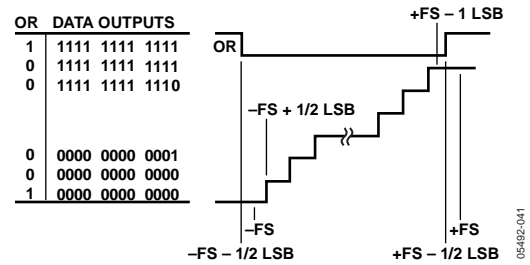 OR DATA OUTPUTS
1 1111 1111 1111
0 1111 1111 1111
0 1111 1111 1110
0 0000 0000 0001
0 0000 0000 0000
1 0000 0000 0000
+FS – 1 LSB
OR
–FS + 1/2 LSB
–FS
+FS
–FS – 1/2 LSB
+FS – 1/2 LSB
05492-041